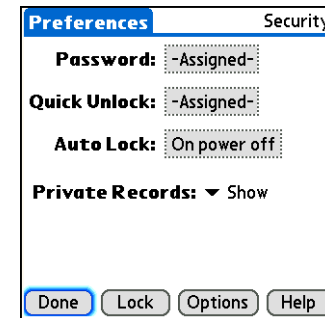 Preferences Security
Password: -Assigned-
Quick Unlock: -Assigned-
Auto Lock: On power off
Private Records: Show
Done Lock Options Help